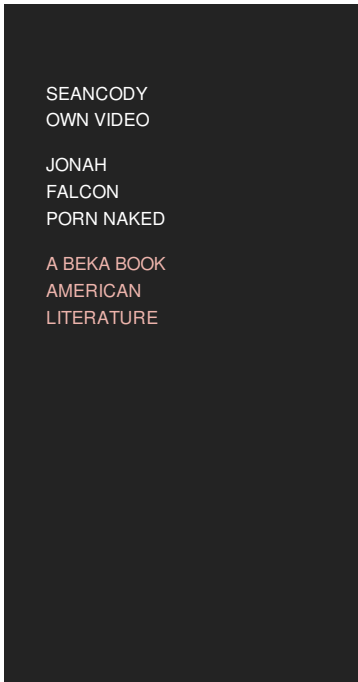 SEANCODY
OWN VIDEO
JONAH
FALCON
PORN NAKED
A BEKA BOOK
AMERICAN
LITERATURE